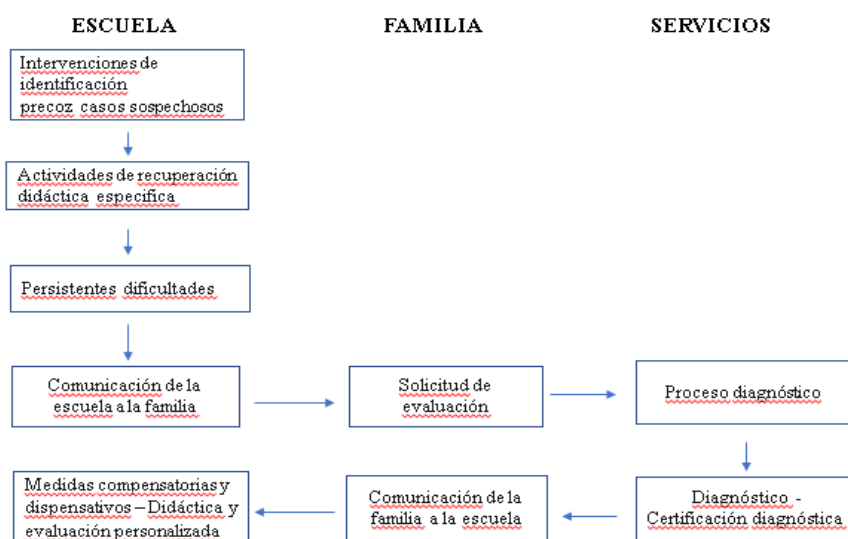 ESCUELA
FAMILIA
SERVICIOS
Intervenciones de
identificación
precoz casos sospechosos
Actividades de recuperación
didáctica especifica
Persistentes dificultades
Comunicación de la
escuela a la familia
Solicitud de
evaluación
Proceso diagnóstico
Medidas compensatorias y
dispensativos – Didáctica y
evaluación personalizada
Comunicación de la
familia a la escuela
Diagnóstico -
Certificación diagnóstica